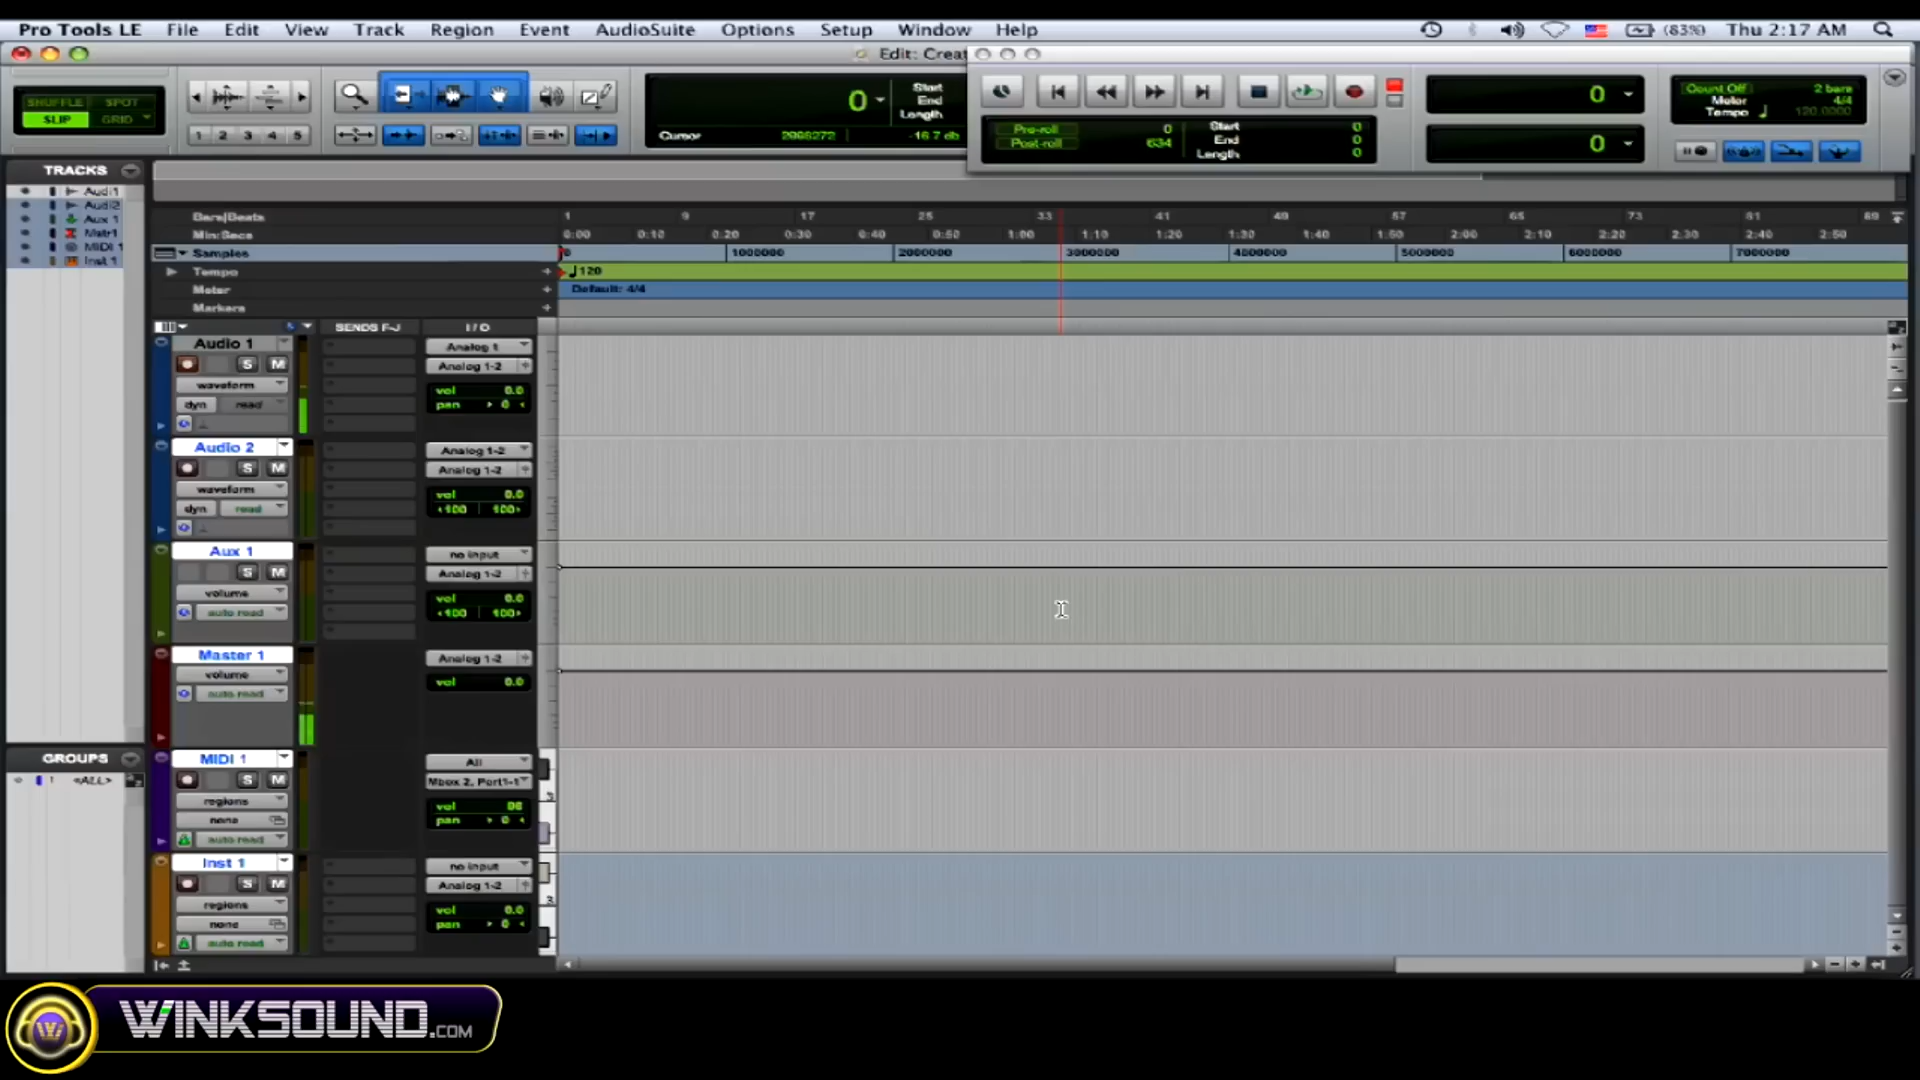 Pro Tools LE File Edit View Track Region Event AudioSuite Options Setup Window Help (83%) Thu 2:17 AM
Edit: Creat
SHUFFLE SPOT
SLIP GRID
1 2 3 4 5
0
Start
End
Length
Cursor 2998272 -16.7 db
Pre-roll 0
Post-roll 634
Start 0
End 0
Length 0
0
0
Count Off 2 bars
Meter 4/4
Tempo 120.0000
TRACKS
Audi1
Audi2
Aux 1
Mstr1
MIDI 1
Inst 1
Bars|Beats 1 9 17 25 33 41 49 57 65 73 81 89
Min:Secs 0:00 0:10 0:20 0:30 0:40 0:50 1:00 1:10 1:20 1:30 1:40 1:50 2:00 2:10 2:20 2:30 2:40 2:50
Samples 0 1000000 2000000 3000000 4000000 5000000 6000000 7000000
Tempo 120
Meter Default: 4/4
Markers
SENDS F-J I/O
Audio 1 Analog 1
S M Analog 1-2
waveform vol 0.0
dyn read pan 0
Audio 2 Analog 1-2
S M Analog 1-2
waveform vol 0.0
dyn read 100 100
Aux 1 no input
S M Analog 1-2
volume vol 0.0
auto read 100 100
Master 1 Analog 1-2
volume vol 0.0
auto read
GROUPS
1 <ALL>
MIDI 1 All
S M Mbox 2, Port1-1
regions vol
none pan 0
auto read
Inst 1 no input
S M Analog 1-2
regions vol 0.0
none pan 0
auto read
5
3
W WINKSOUND.COM